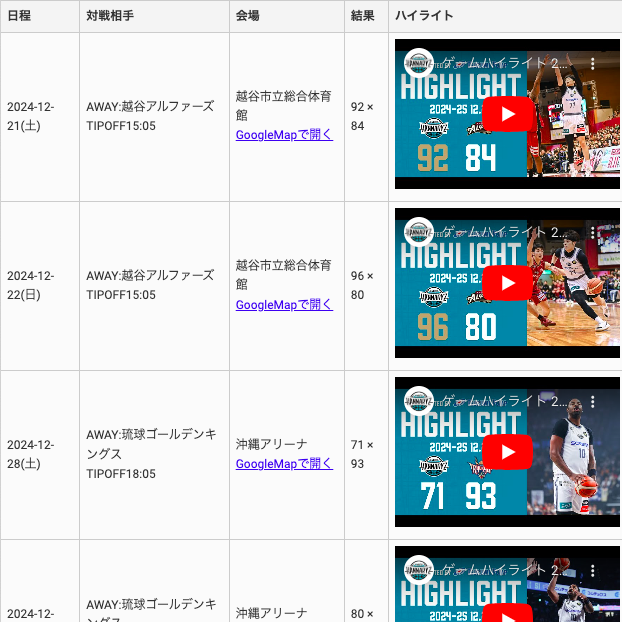 日程
対戦相手
会場
結果
ハイライト
2024-12-
21(土)
AWAY:越谷アルファーズ
TIPOFF15:05
越谷市立総合体育
館
GoogleMapで開く
92 ×
84
ゲームハイライト 2...
HIGHLIGHT
2024-25 12.
92 84
2024-12-
22(日)
AWAY:越谷アルファーズ
TIPOFF15:05
越谷市立総合体育
館
GoogleMapで開く
96 ×
80
ゲームハイライト 2...
HIGHLIGHT
2024-25 12.
96 80
2024-12-
28(土)
AWAY:琉球ゴールデンキ
ングス
TIPOFF18:05
沖縄アリーナ
GoogleMapで開く
71 ×
93
ゲームハイライト 2...
HIGHLIGHT
2024-25 12.
71 93
10
2024-12-
AWAY:琉球ゴールデンキ
ングス
沖縄アリーナ
80 ×
ゲームハイライト 2...
HIGHLIGHT
2024-25 12.